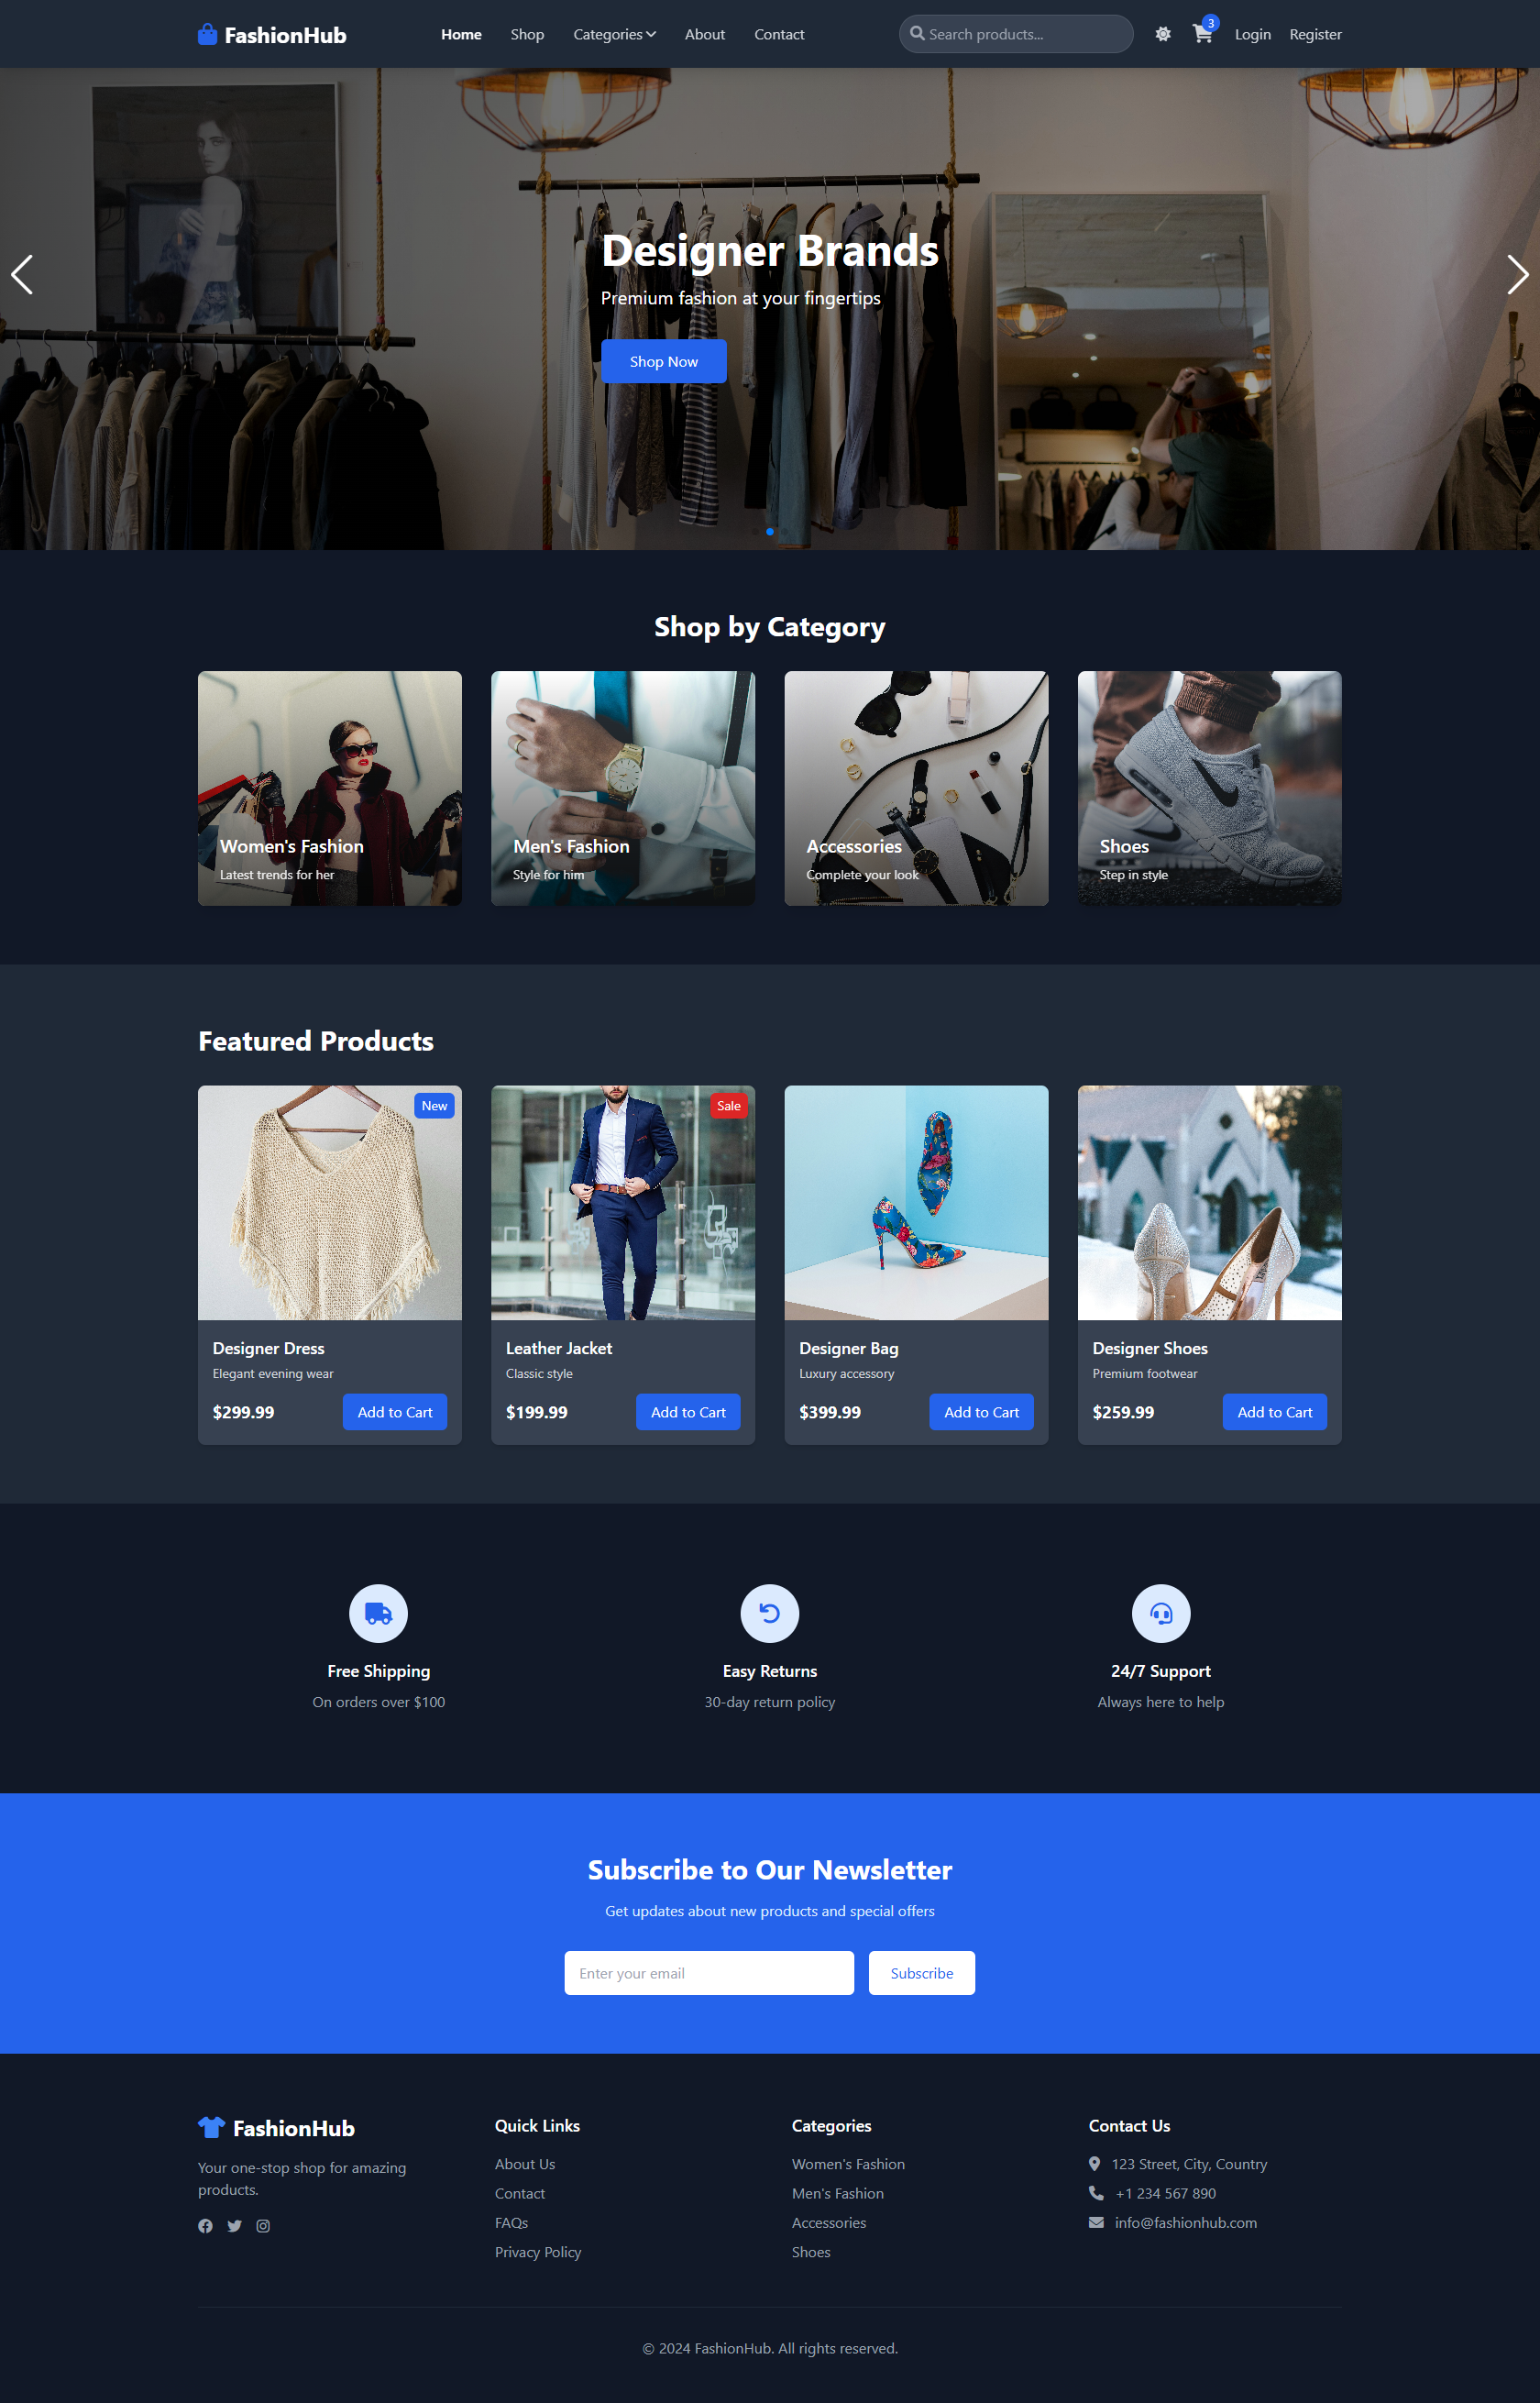 FashionHub
Home Shop Categories About Contact
Search products...
3
Login Register
Designer Brands
Premium fashion at your fingertips
Shop Now
Shop by Category
Women's Fashion
Latest trends for her
Men's Fashion
Style for him
Accessories
Complete your look
Shoes
Step in style
Featured Products
New
Designer Dress
Elegant evening wear
$299.99 Add to Cart
Sale
Leather Jacket
Classic style
$199.99 Add to Cart
Designer Bag
Luxury accessory
$399.99 Add to Cart
Designer Shoes
Premium footwear
$259.99 Add to Cart
Free Shipping
On orders over $100
Easy Returns
30-day return policy
24/7 Support
Always here to help
Subscribe to Our Newsletter
Get updates about new products and special offers
Enter your email Subscribe
FashionHub
Your one-stop shop for amazing
products.
Quick Links
About Us
Contact
FAQs
Privacy Policy
Categories
Women's Fashion
Men's Fashion
Accessories
Shoes
Contact Us
123 Street, City, Country
+1 234 567 890
info@fashionhub.com
© 2024 FashionHub. All rights reserved.